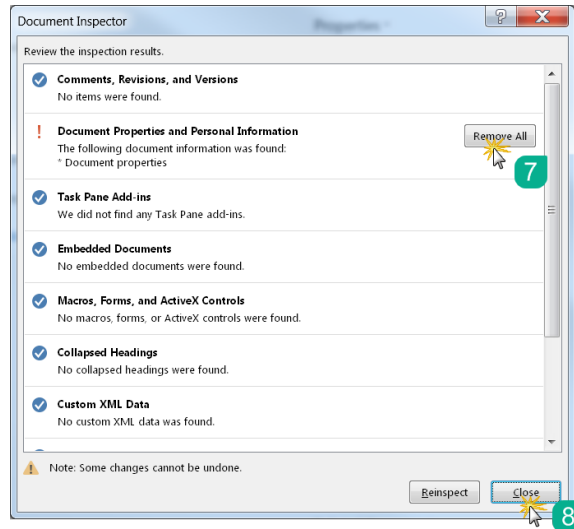 Document Inspector
Properties
?
X
Review the inspection results.
Comments, Revisions, and Versions
No items were found.
!
Document Properties and Personal Information
Remove All
The following document information was found:
* Document properties
7
Task Pane Add-ins
We did not find any Task Pane add-ins.
Embedded Documents
No embedded documents were found.
Macros, Forms, and ActiveX Controls
No macros, forms, or ActiveX controls were found.
Collapsed Headings
No collapsed headings were found.
Custom XML Data
No custom XML data was found.
Note: Some changes cannot be undone.
Reinspect
Close
8